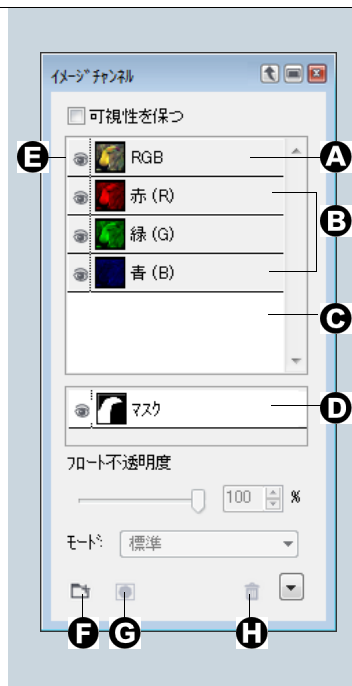 イメージチャンネル
可視性を保つ
E
RGB
A
赤 (R)
B
緑 (G)
青 (B)
C
マスク
D
フロート不透明度
100 %
モード: 標準
F
G
H